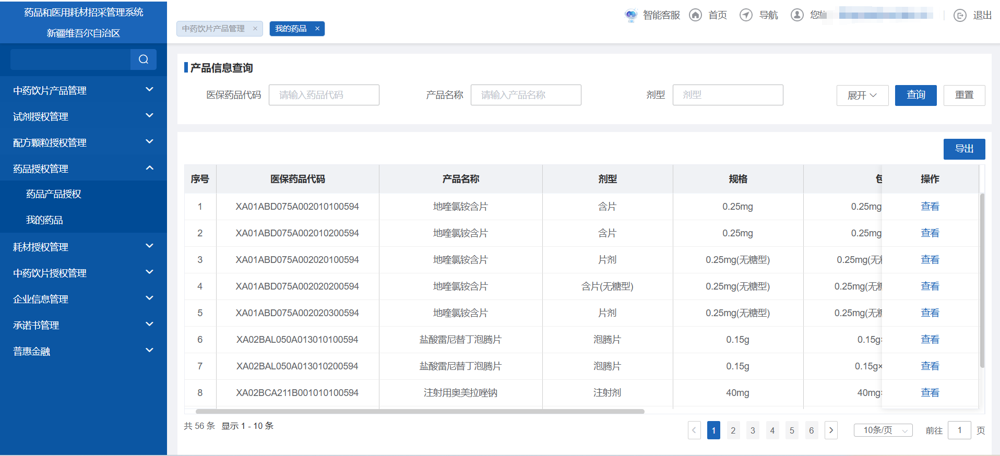 药品和医用耗材招采管理系统
新疆维吾尔自治区
中药饮片产品管理 ×
我的药品 ×
智能客服
首页
导航
退出
中药饮片产品管理
试剂授权管理
配方颗粒授权管理
药品授权管理
药品产品授权
我的药品
耗材授权管理
中药饮片授权管理
企业信息管理
承诺书管理
普惠金融
产品信息查询
医保药品代码 请输入药品代码 产品名称 请输入产品名称 剂型 剂型 展开 查询 重置
导出
序号 医保药品代码 产品名称 剂型 规格 包 操作
1 XA01ABD075A002010100594 地喹氯铵含片 含片 0.25mg 0.25mg 查看
2 XA01ABD075A002010200594 地喹氯铵含片 含片 0.25mg 0.25mg 查看
3 XA01ABD075A002020100594 地喹氯铵含片 片剂 0.25mg(无糖型) 0.25mg(无 查看
4 XA01ABD075A002020200594 地喹氯铵含片 含片(无糖型) 0.25mg(无糖型) 0.25mg(无 查看
5 XA01ABD075A002020300594 地喹氯铵含片 片剂 0.25mg(无糖型) 0.25mg(无 查看
6 XA02BAL050A013010100594 盐酸雷尼替丁泡腾片 泡腾片 0.15g 0.15g 查看
7 XA02BAL050A013010200594 盐酸雷尼替丁泡腾片 泡腾片 0.15g 0.15g× 查看
8 XA02BCA211B001010100594 注射用奥美拉唑钠 注射剂 40mg 40mg 查看
共 56 条 显示 1 - 10 条
1 2 3 4 5 6 10条/页 前往 1 页